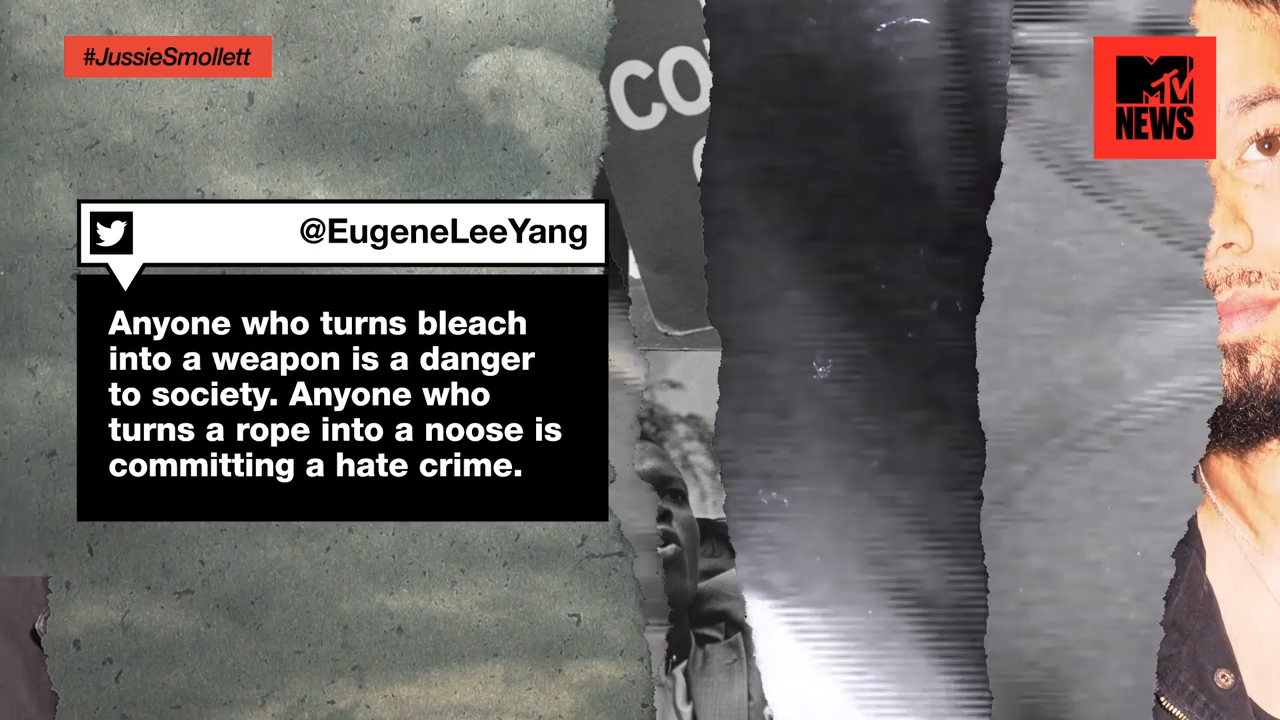 #JussieSmollett
MTV
NEWS
@EugeneLeeYang
Anyone who turns bleach
into a weapon is a danger
to society. Anyone who
turns a rope into a noose is
committing a hate crime.